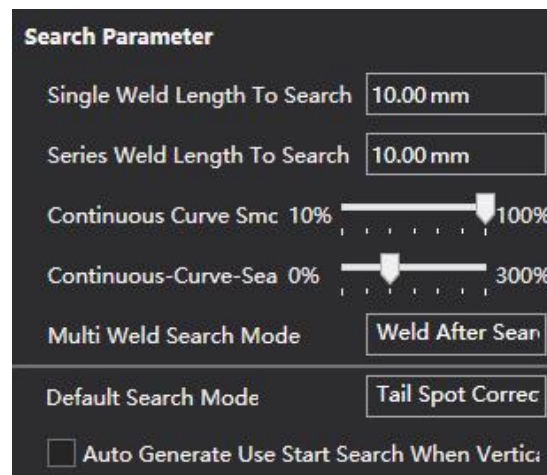 Search Parameter
Single Weld Length To Search 10.00 mm
Series Weld Length To Search 10.00 mm
Continuous Curve Smc 10% 100%
Continuous-Curve-Sea 0% 300%
Multi Weld Search Mode Weld After Sear
Default Search Mode Tail Spot Correc
Auto Generate Use Start Search When Vertica